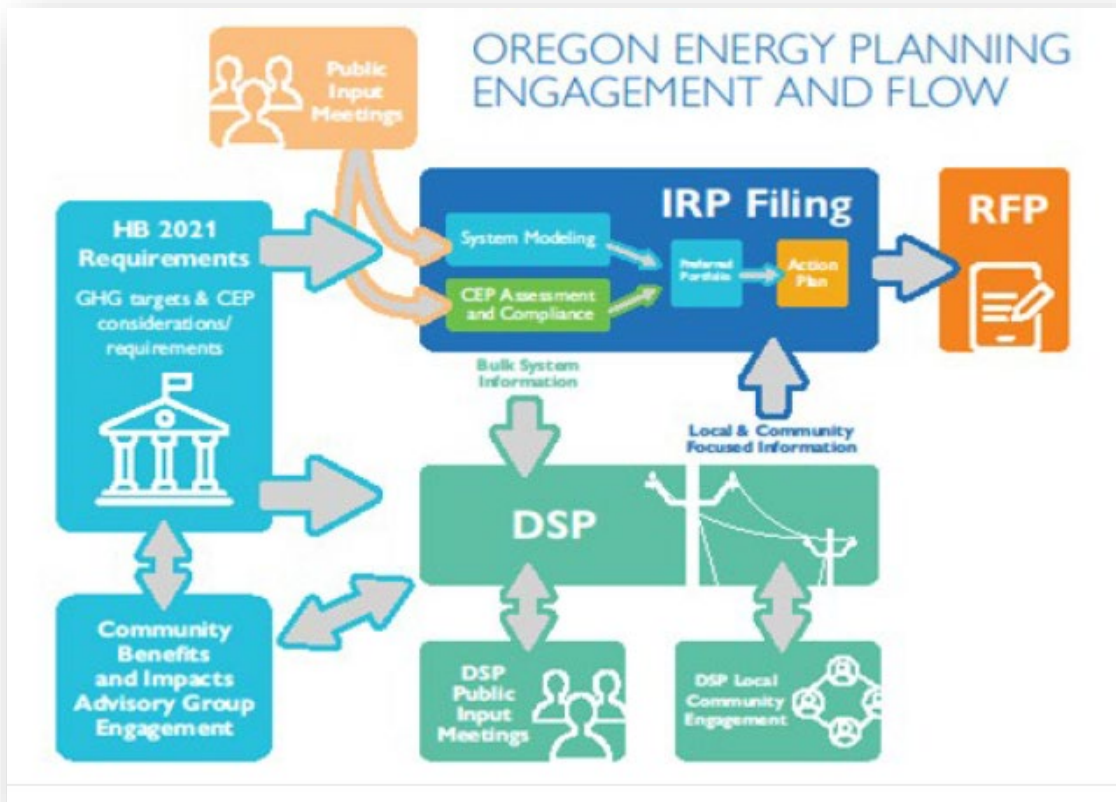 OREGON ENERGY PLANNING
ENGAGEMENT AND FLOW
Public
Input
Meetings
HB 2021
Requirements
GHG targets & CEP
considerations/
requirements
IRP Filing
System Modeling
CEP Assessment
and Compliance
Preferred
Portfolio
Action
Plan
RFP
Bulk System
Information
Local & Community
Focused Information
DSP
Community
Benefits
and Impacts
Advisory Group
Engagement
DSP
Public
Input
Meetings
DSP Local
Community
Engagement